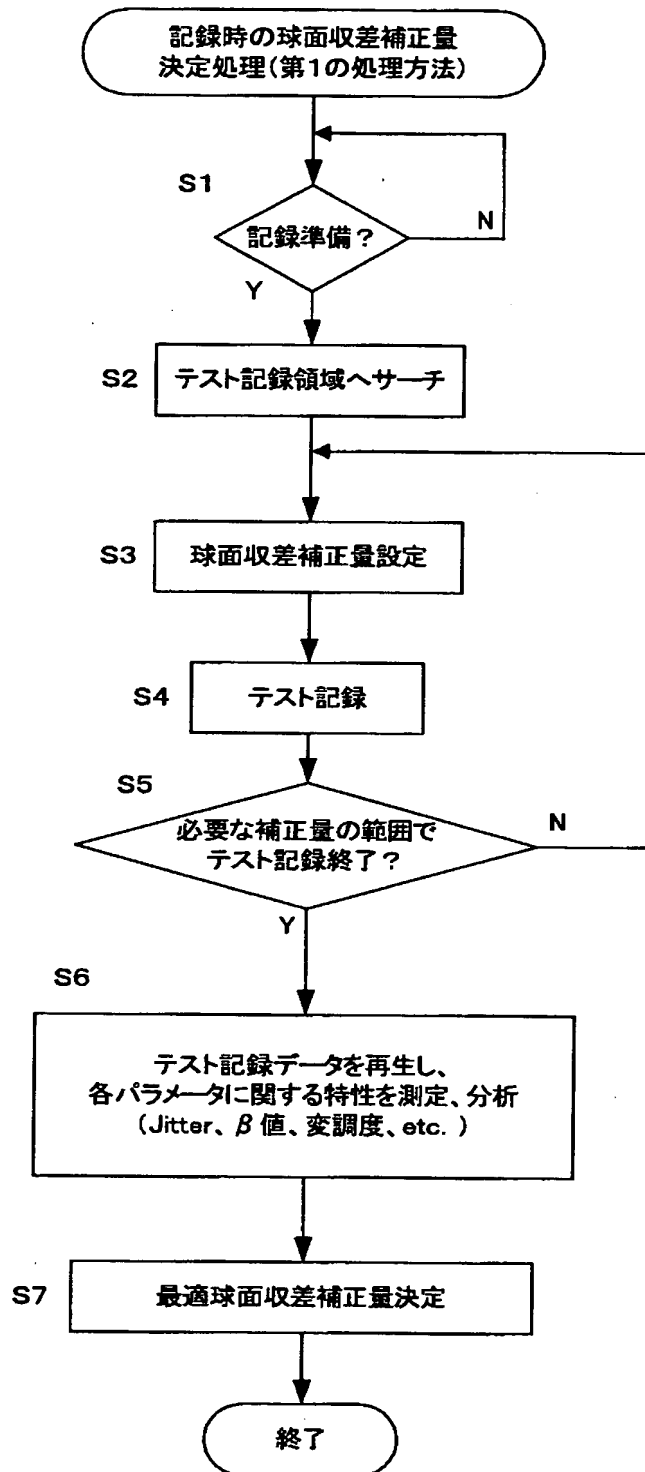 記録時の球面収差補正量
決定処理(第1の処理方法)
S1
記録準備?
N
Y
S2
テスト記録領域へサーチ
S3
球面収差補正量設定
S4
テスト記録
S5
必要な補正量の範囲で
テスト記録終了?
N
Y
S6
テスト記録データを再生し、
各パラメータに関する特性を測定、分析
(Jitter、β値、変調度、etc. )
S7
最適球面収差補正量決定
終了